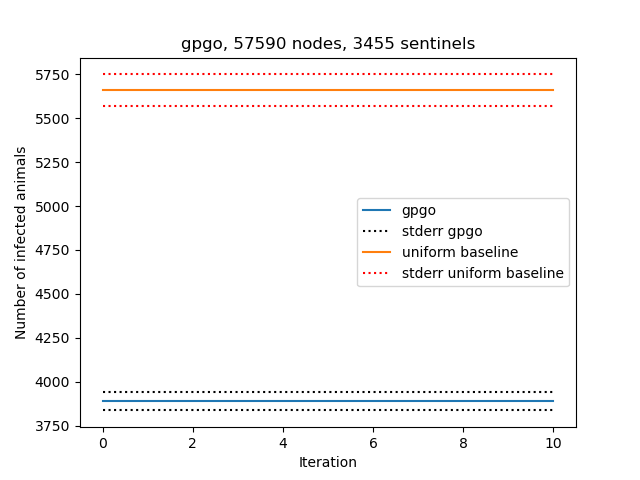 gpgo, 57590 nodes, 3455 sentinels
Number of infected animals
5750
5500
5250
5000
4750
4500
4250
4000
3750
gpgo
stderr gpgo
uniform baseline
stderr uniform baseline
0 2 4 6 8 10
Iteration